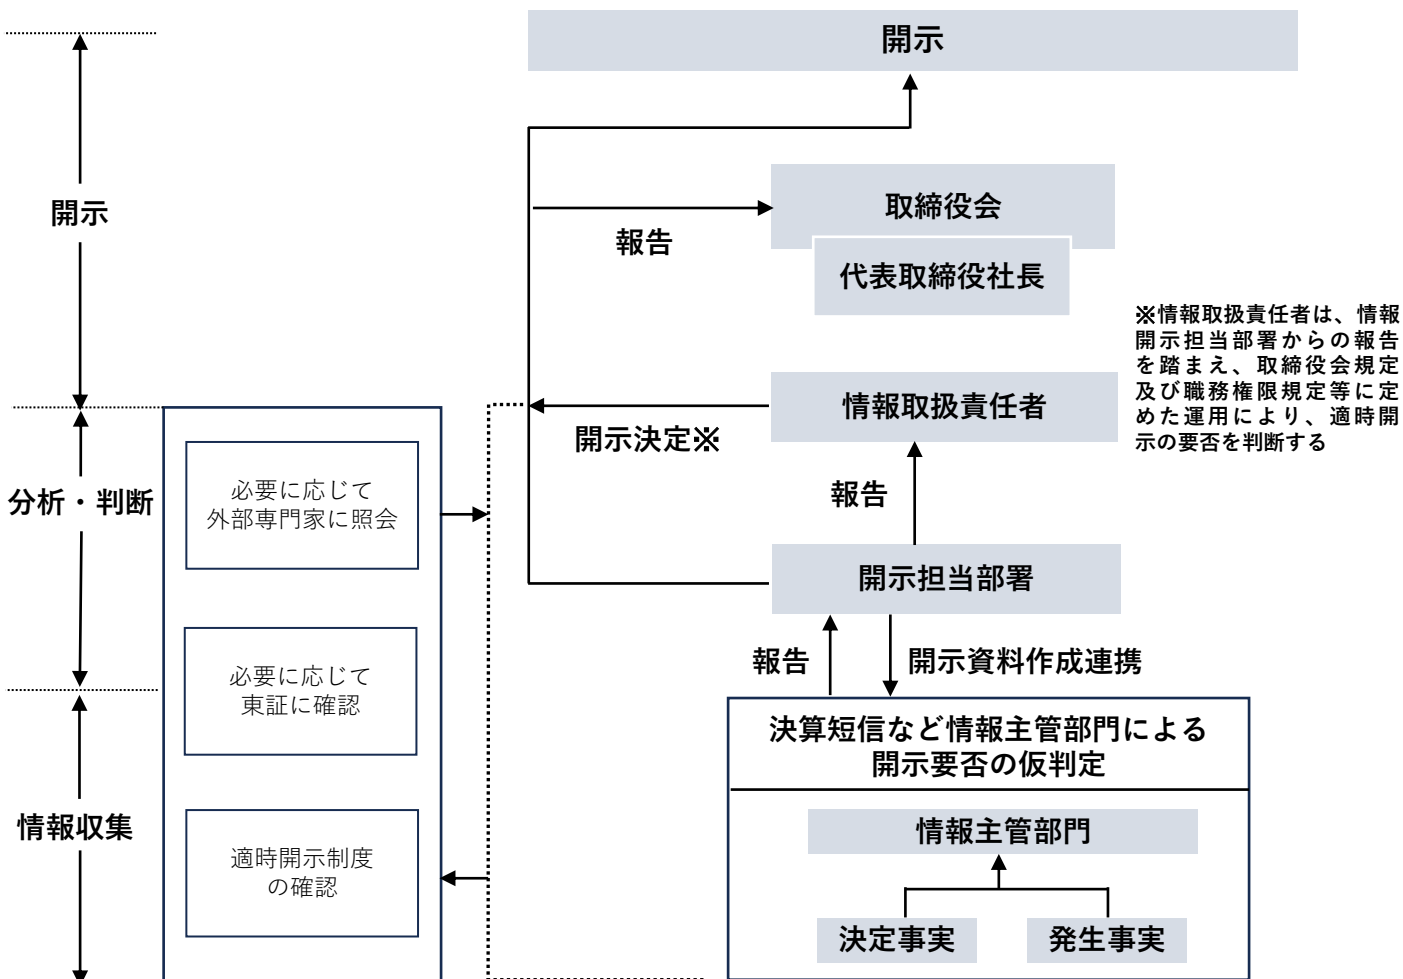 開示
開示
取締役会
報告
代表取締役社長
※情報取扱責任者は、情報
開示担当部署からの報告
を踏まえ、取締役会規定
及び職務権限規定等に定
めた運用により、適時開
示の要否を判断する
情報取扱責任者
開示決定※
分析・判断
必要に応じて
外部専門家に照会
報告
開示担当部署
必要に応じて
東証に確認
報告
開示資料作成連携
決算短信など情報主管部門による
開示要否の仮判定
情報収集
適時開示制度
の確認
情報主管部門
決定事実
発生事実